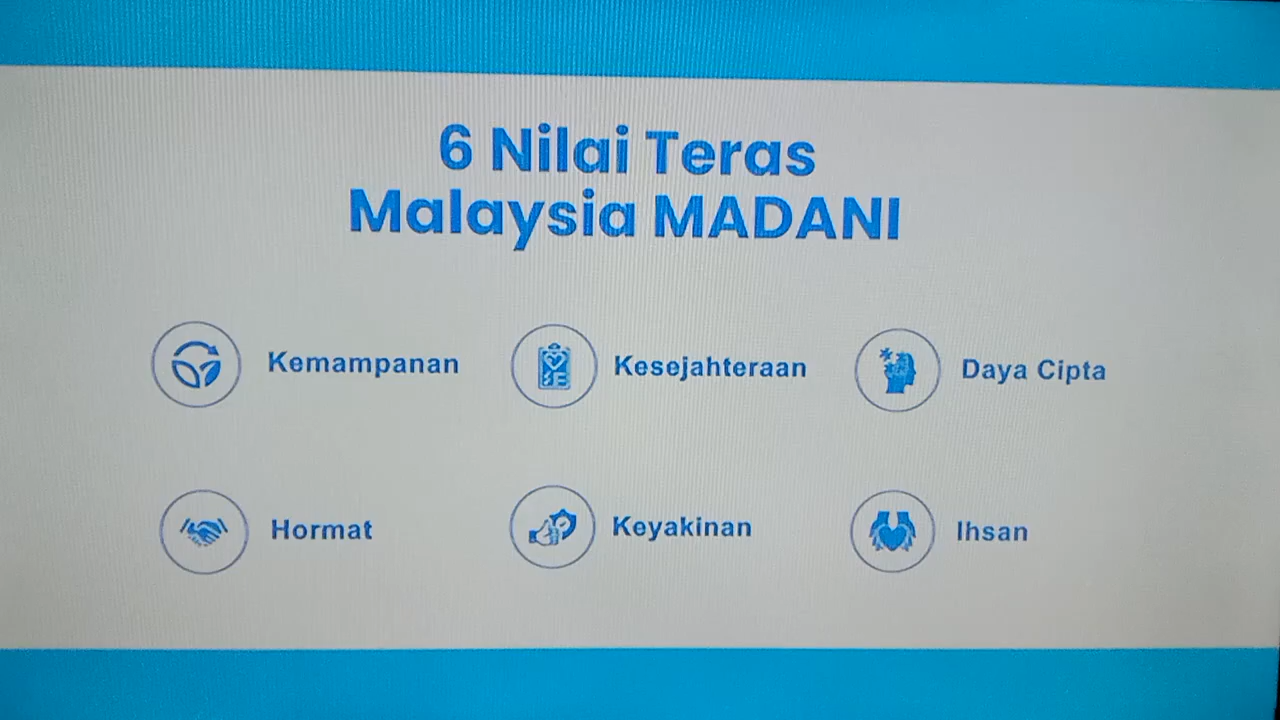 6 Nilai Teras
Malaysia MADANI
Kemampanan
Kesejahteraan
Daya Cipta
Hormat
Keyakinan
Ihsan